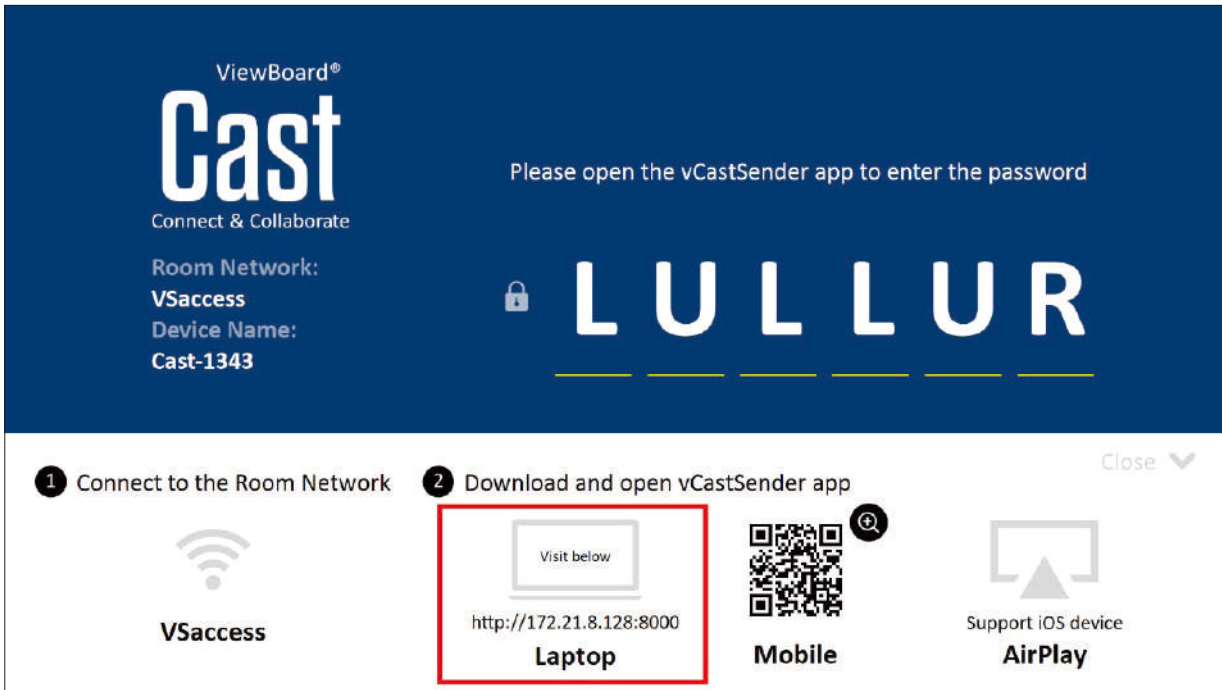 ViewBoard®
Cast
Connect & Collaborate
Room Network:
VSaccess
Device Name:
Cast-1343
Please open the vCastSender app to enter the password
L U L L U R
Close
1 Connect to the Room Network
VSaccess
2 Download and open vCastSender app
Visit below
http://172.21.8.128:8000
Laptop
Mobile
Support iOS device
AirPlay